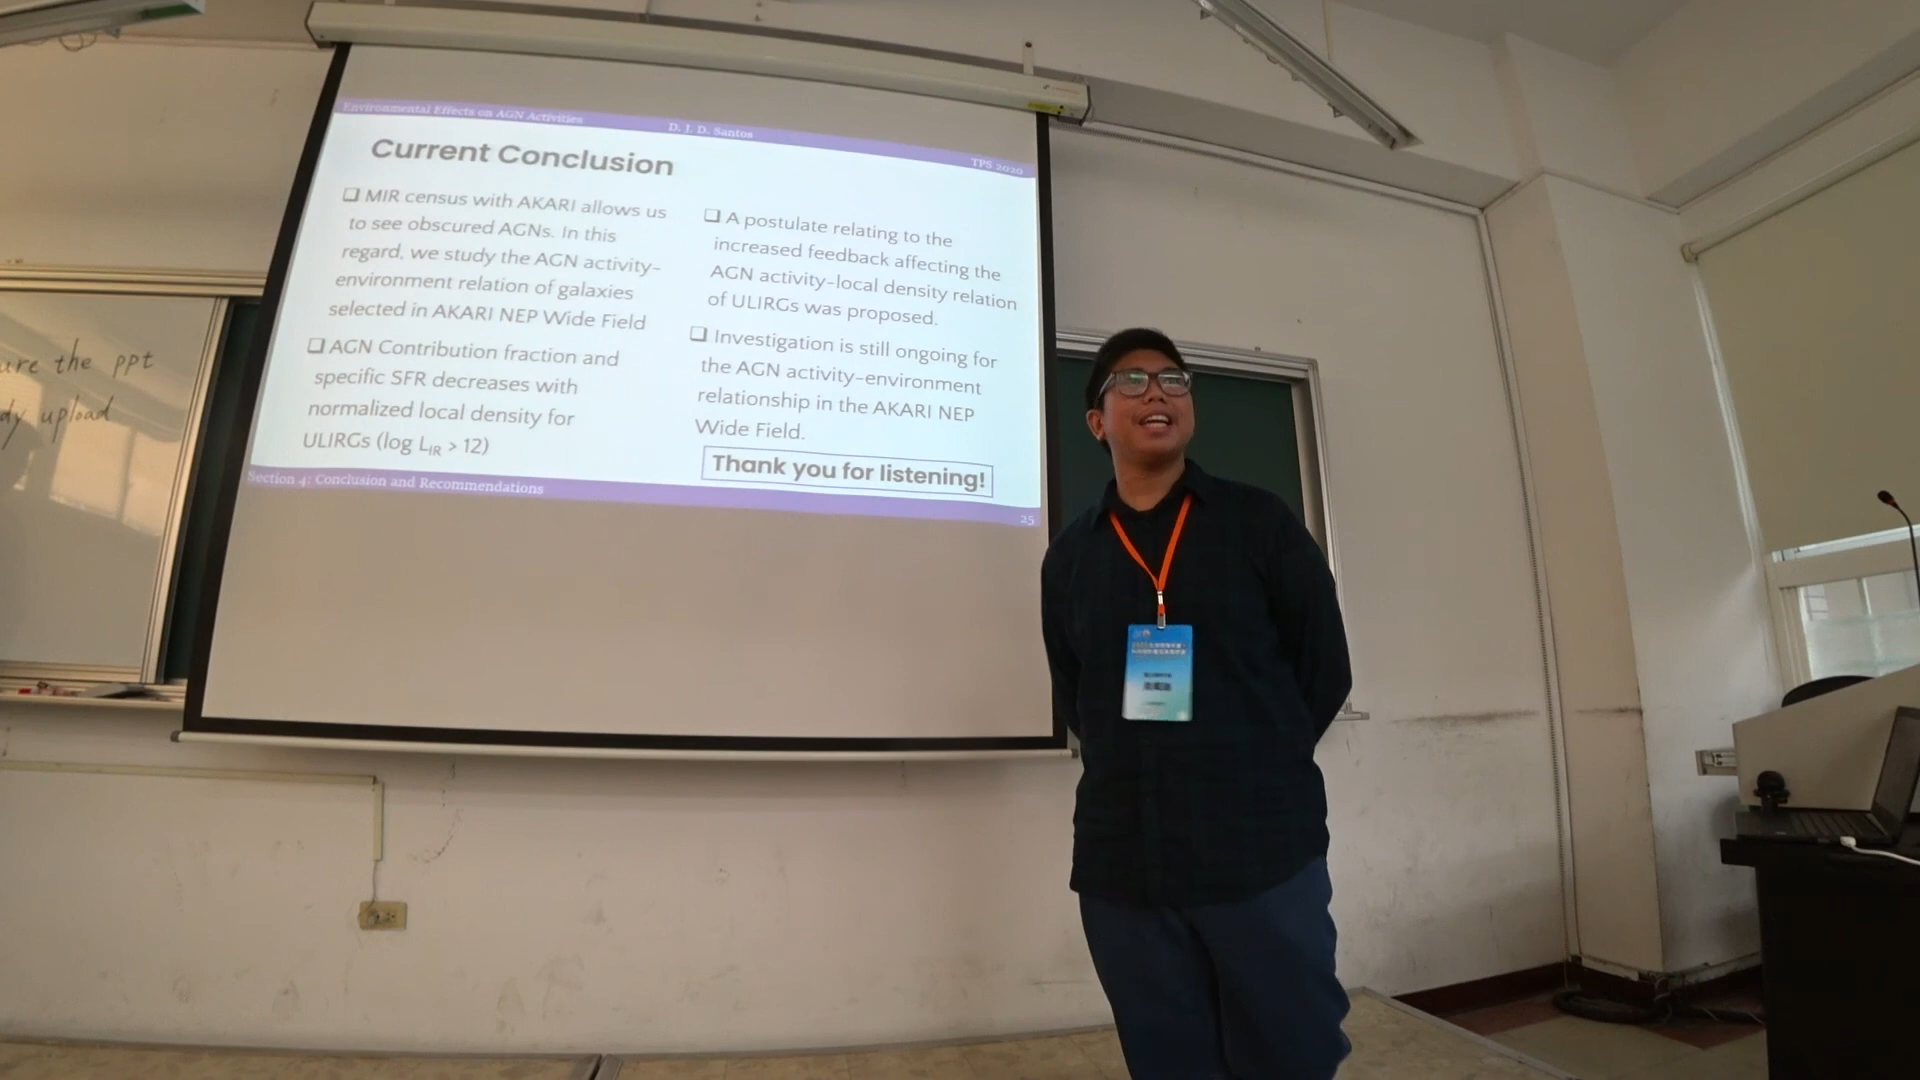 Environmental Effects on AGN Activities
D. J. D. Santos
TPS 2020
Current Conclusion
❑ MIR census with AKARI allows us
to see obscured AGNs. In this
regard, we study the AGN activity-
environment relation of galaxies
selected in AKARI NEP Wide Field
❑ AGN Contribution fraction and
specific SFR decreases with
normalized local density for
ULIRGs (log LIR > 12)
❑ A postulate relating to the
increased feedback affecting the
AGN activity-local density relation
of ULIRGs was proposed.
❑ Investigation is still ongoing for
the AGN activity-environment
relationship in the AKARI NEP
Wide Field.
Thank you for listening!
Section 4: Conclusion and Recommendations
25
the ppt
upload